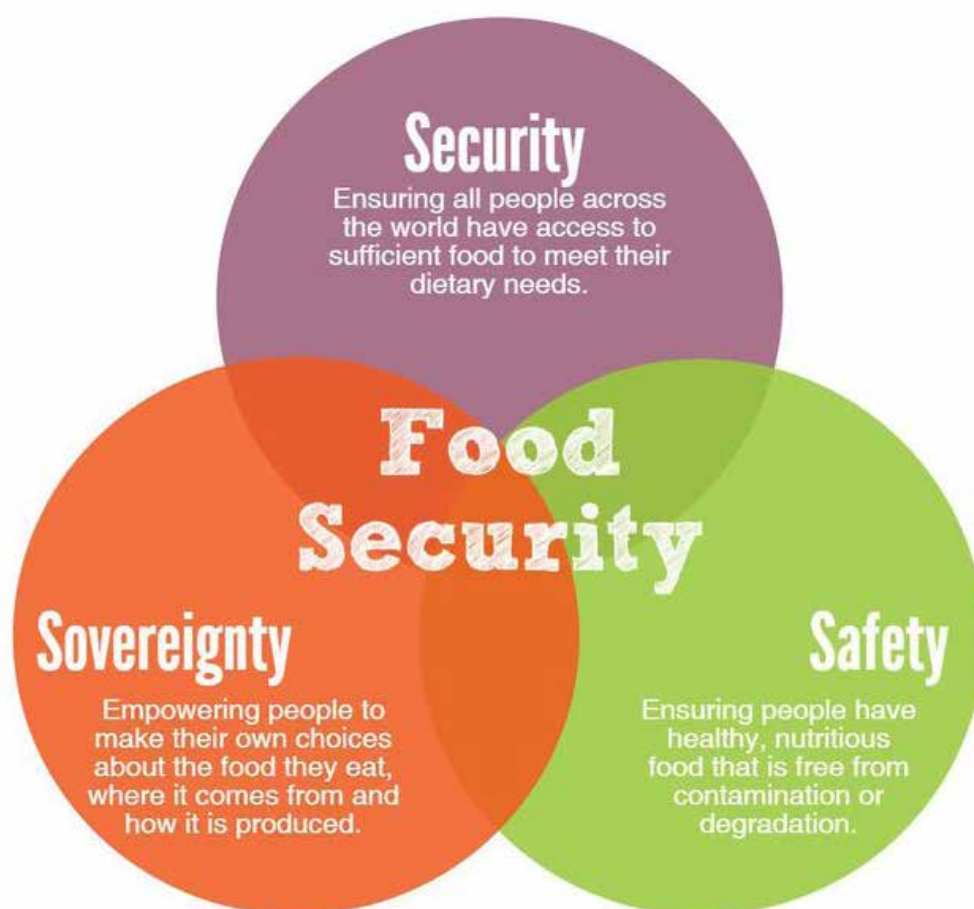 Security
Ensuring all people across
the world have access to
sufficient food to meet their
dietary needs.
Food
Security
Sovereignty
Empowering people to
make their own choices
about the food they eat,
where it comes from and
how it is produced.
Safety
Ensuring people have
healthy, nutritious
food that is free from
contamination or
degradation.